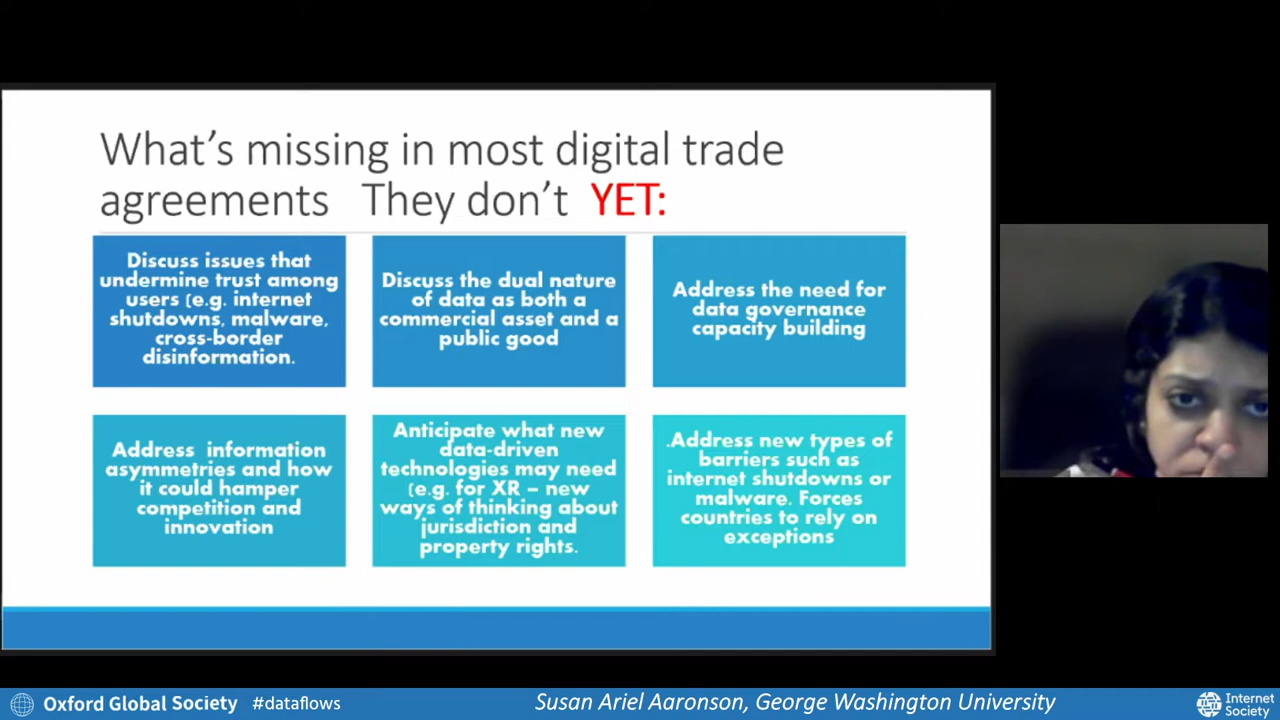 What's missing in most digital trade
agreements They don't YET:
Discuss issues that
undermine trust among
users (e.g. internet
shutdowns, malware,
cross-border
disinformation.
Discuss the dual nature
of data as both a
commercial asset and a
public good
Address the need for
data governance
capacity building
Address information
asymmetries and how
it could hamper
competition and
innovation
Anticipate what new
data-driven
technologies may need
(e.g. for XR – new
ways of thinking about
jurisdiction and
property rights.
.Address new types of
barriers such as
internet shutdowns or
malware. Forces
countries to rely on
exceptions
Oxford Global Society #dataflows
Susan Ariel Aaronson, George Washington University
Internet
Society